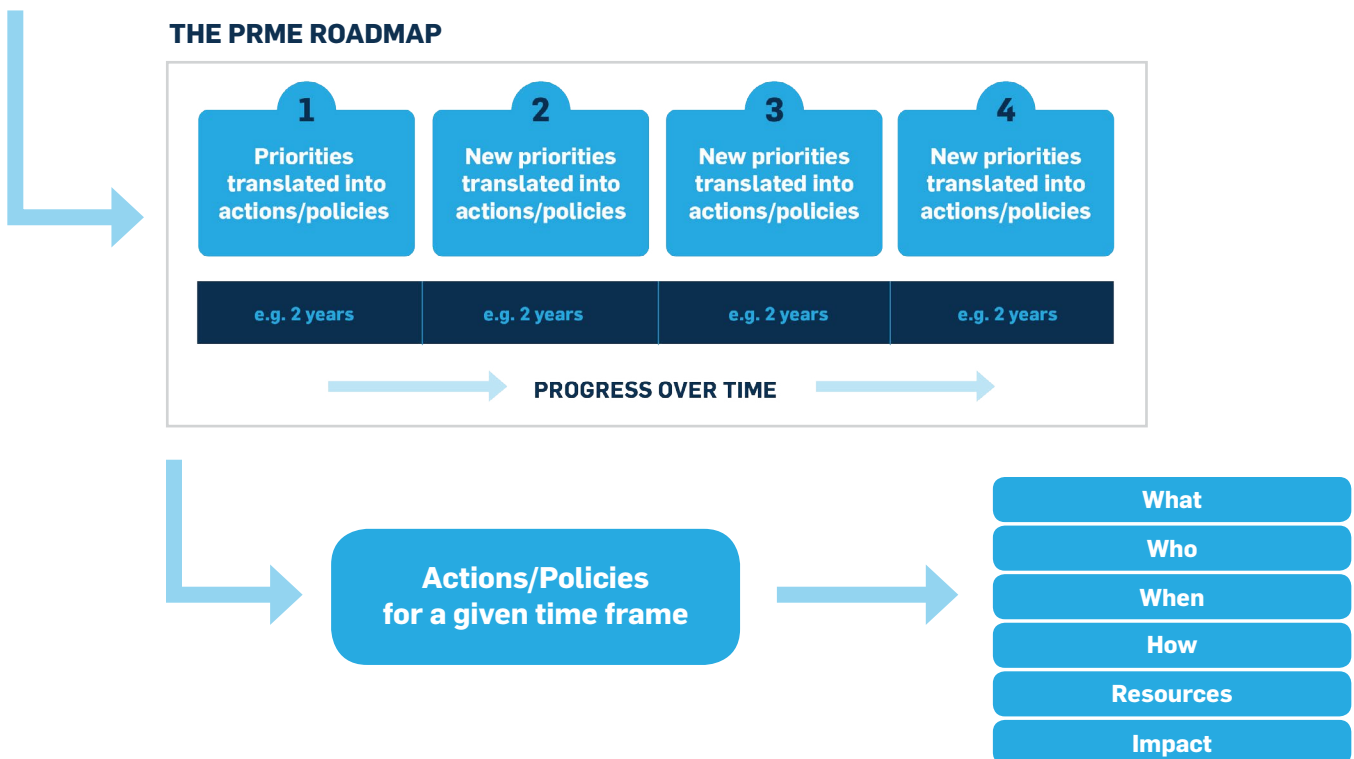 THE PRME ROADMAP
1
Priorities
translated into
actions/policies
2
New priorities
translated into
actions/policies
3
New priorities
translated into
actions/policies
4
New priorities
translated into
actions/policies
e.g. 2 years
e.g. 2 years
e.g. 2 years
e.g. 2 years
PROGRESS OVER TIME
Actions/Policies
for a given time frame
What
Who
When
How
Resources
Impact